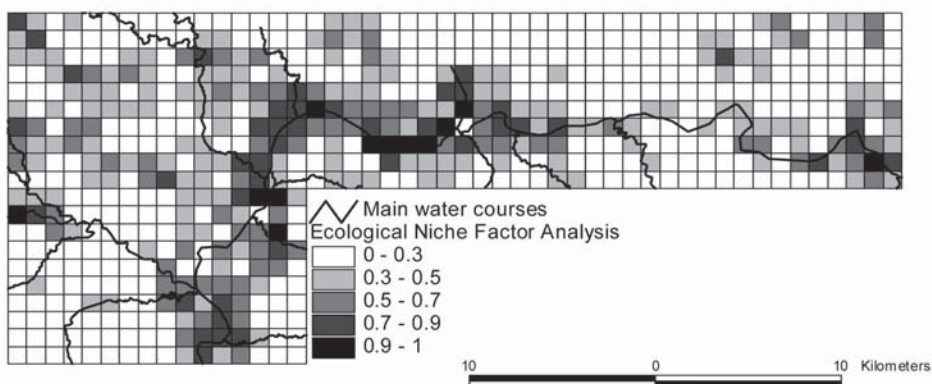 Main water courses
Ecological Niche Factor Analysis
0 - 0.3
0.3 - 0.5
0.5 - 0.7
0.7 - 0.9
0.9 - 1
10 0 10 Kilometers